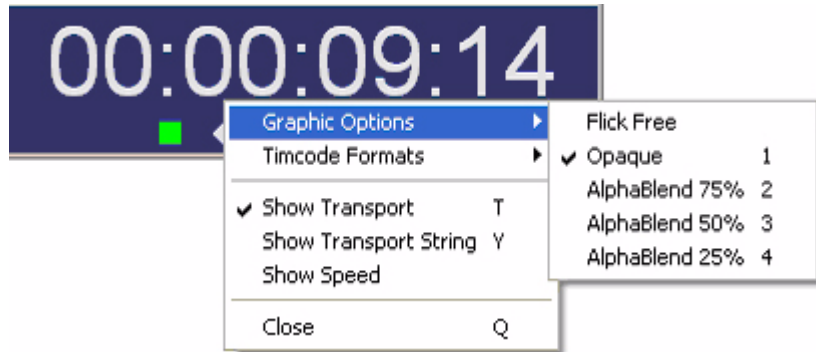 00:00:09:14
Graphic Options
Timcode Formats
Show Transport T
Show Transport String Y
Show Speed
Close Q
Flick Free
Opaque 1
AlphaBlend 75% 2
AlphaBlend 50% 3
AlphaBlend 25% 4